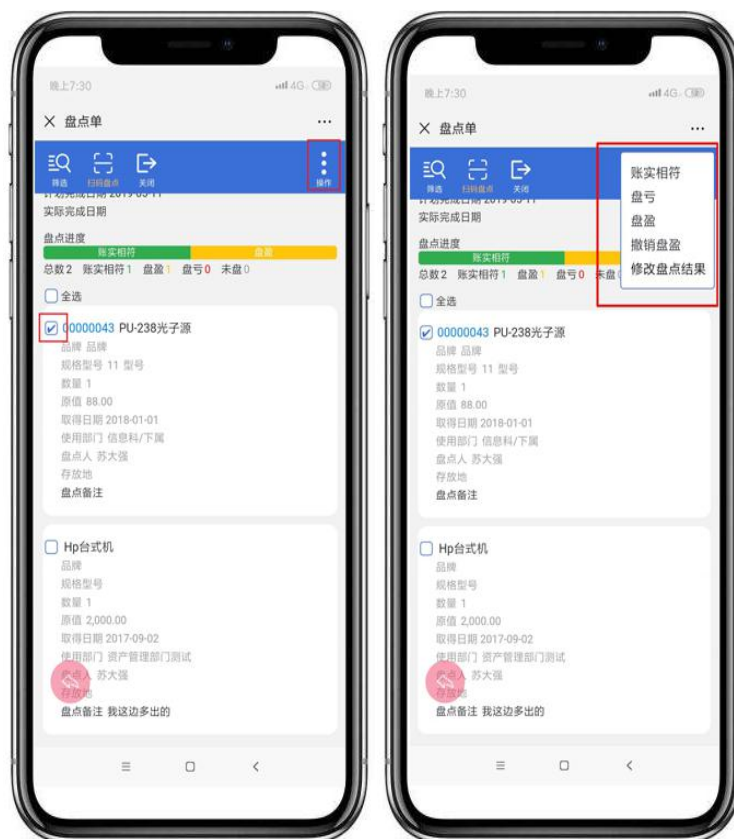 晚上7:30
4G
盘点单
筛选 扫码盘点 关闭 操作
计划完成日期 2019-05-11
实际完成日期
盘点进度
账实相符 盘盈
总数2 账实相符1 盘盈1 盘亏0 未盘0
全选
00000043 PU-238光子源
品牌 品牌
规格型号 11 型号
数量 1
原值 88.00
取得日期 2018-01-01
使用部门 信息科/下属
盘点人 苏大强
存放地
盘点备注
Hp台式机
品牌
规格型号
数量 1
原值 2,000.00
取得日期 2017-09-02
使用部门 资产管理部门测试
盘点人 苏大强
存放地
盘点备注 我这边多出的
晚上7:30
4G
盘点单
筛选 扫码盘点 关闭
账实相符
盘亏
盘盈
撤销盘盈
修改盘点结果
实际完成日期
盘点进度
账实相符
总数2 账实相符1 盘盈1 盘亏0 未盘
全选
00000043 PU-238光子源
品牌 品牌
规格型号 11 型号
数量 1
原值 88.00
取得日期 2018-01-01
使用部门 信息科/下属
盘点人 苏大强
存放地
盘点备注
Hp台式机
品牌
规格型号
数量 1
原值 2,000.00
取得日期 2017-09-02
使用部门 资产管理部门测试
盘点人 苏大强
存放地
盘点备注 我这边多出的